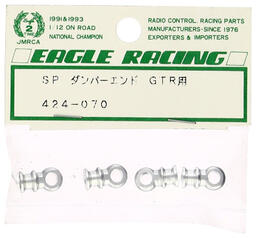 2
JMRCA
1991&1993
1/12 ON ROAD
NATIONAL CHAMPION
RADIO CONTROL RACING PARTS
MANUFACTURERS-SINCE 1976
EXPORTERS & IMPORTERS
EAGLE RACING
SP ダンパーエンド GTR用
424-070